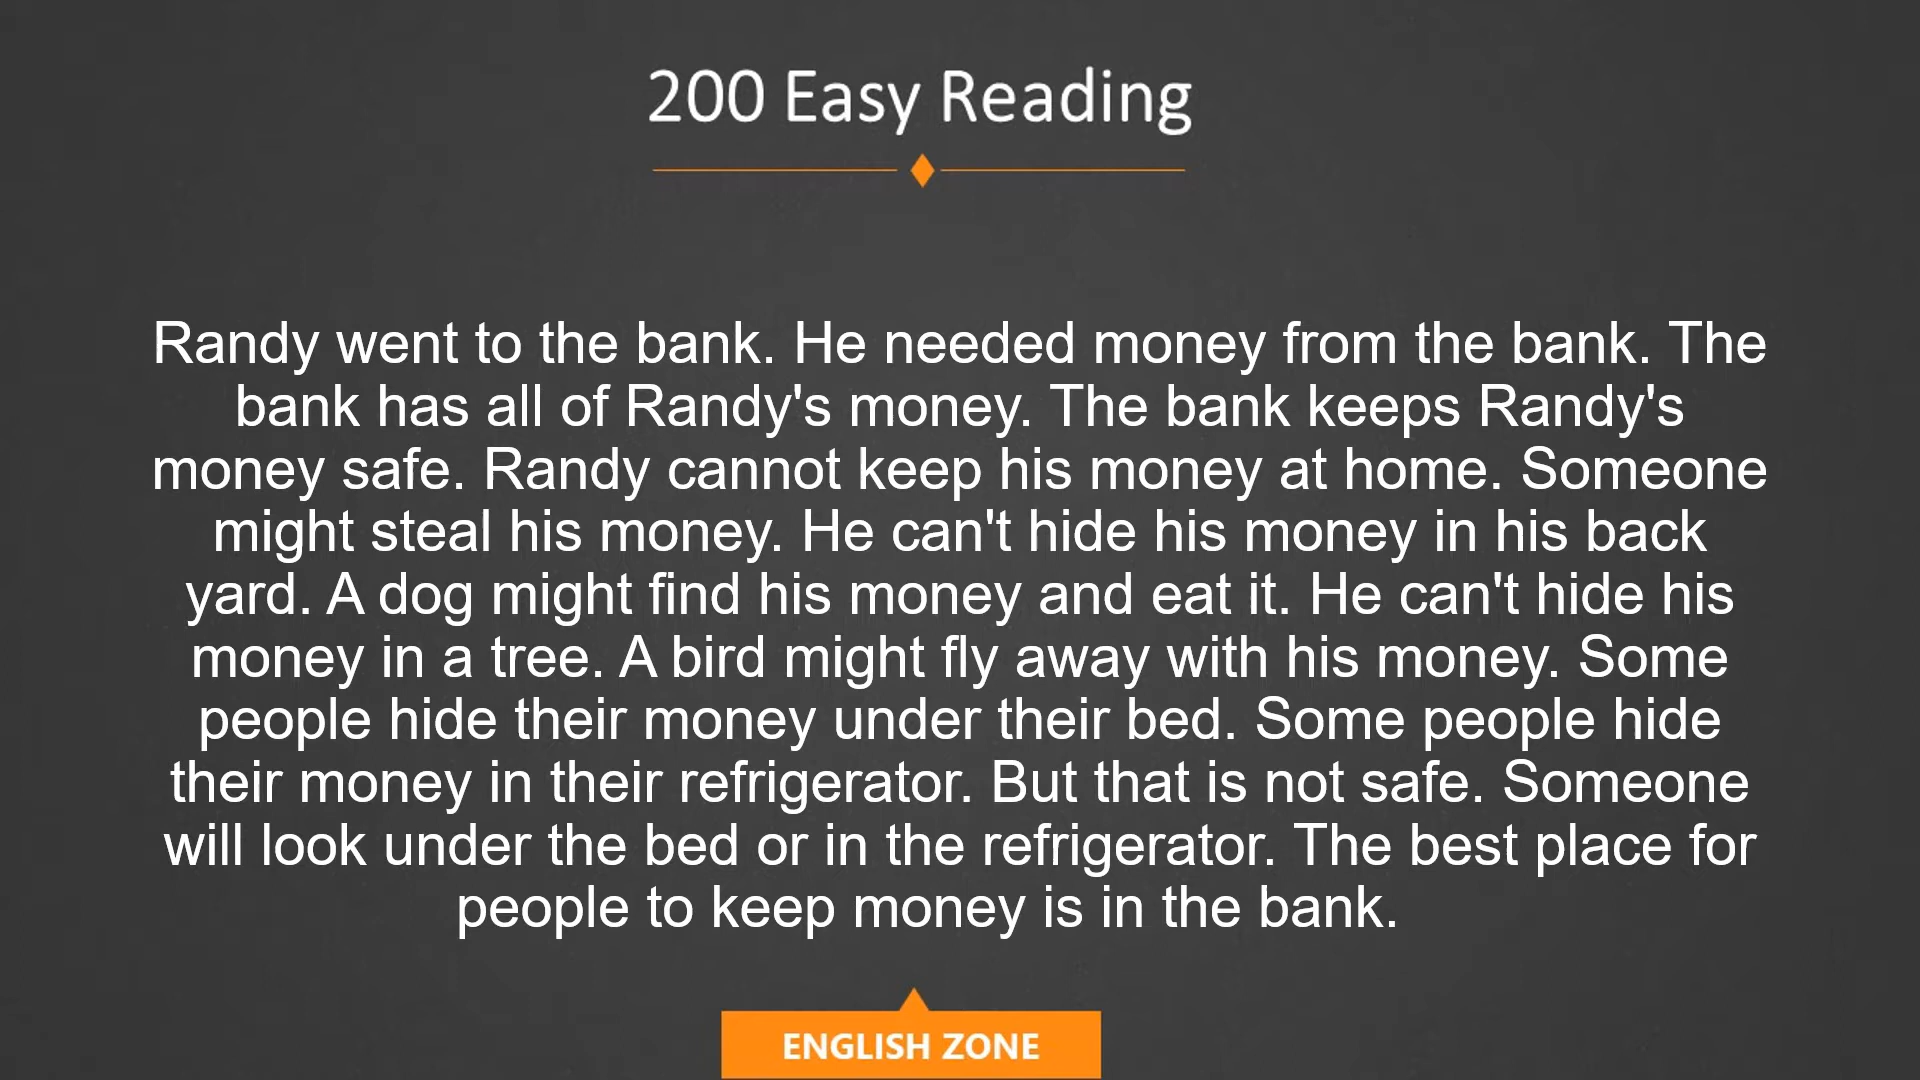 200 Easy Reading
Randy went to the bank. He needed money from the bank. The
bank has all of Randy's money. The bank keeps Randy's
money safe. Randy cannot keep his money at home. Someone
might steal his money. He can't hide his money in his back
yard. A dog might find his money and eat it. He can't hide his
money in a tree. A bird might fly away with his money. Some
people hide their money under their bed. Some people hide
their money in their refrigerator. But that is not safe. Someone
will look under the bed or in the refrigerator. The best place for
people to keep money is in the bank.
ENGLISH ZONE